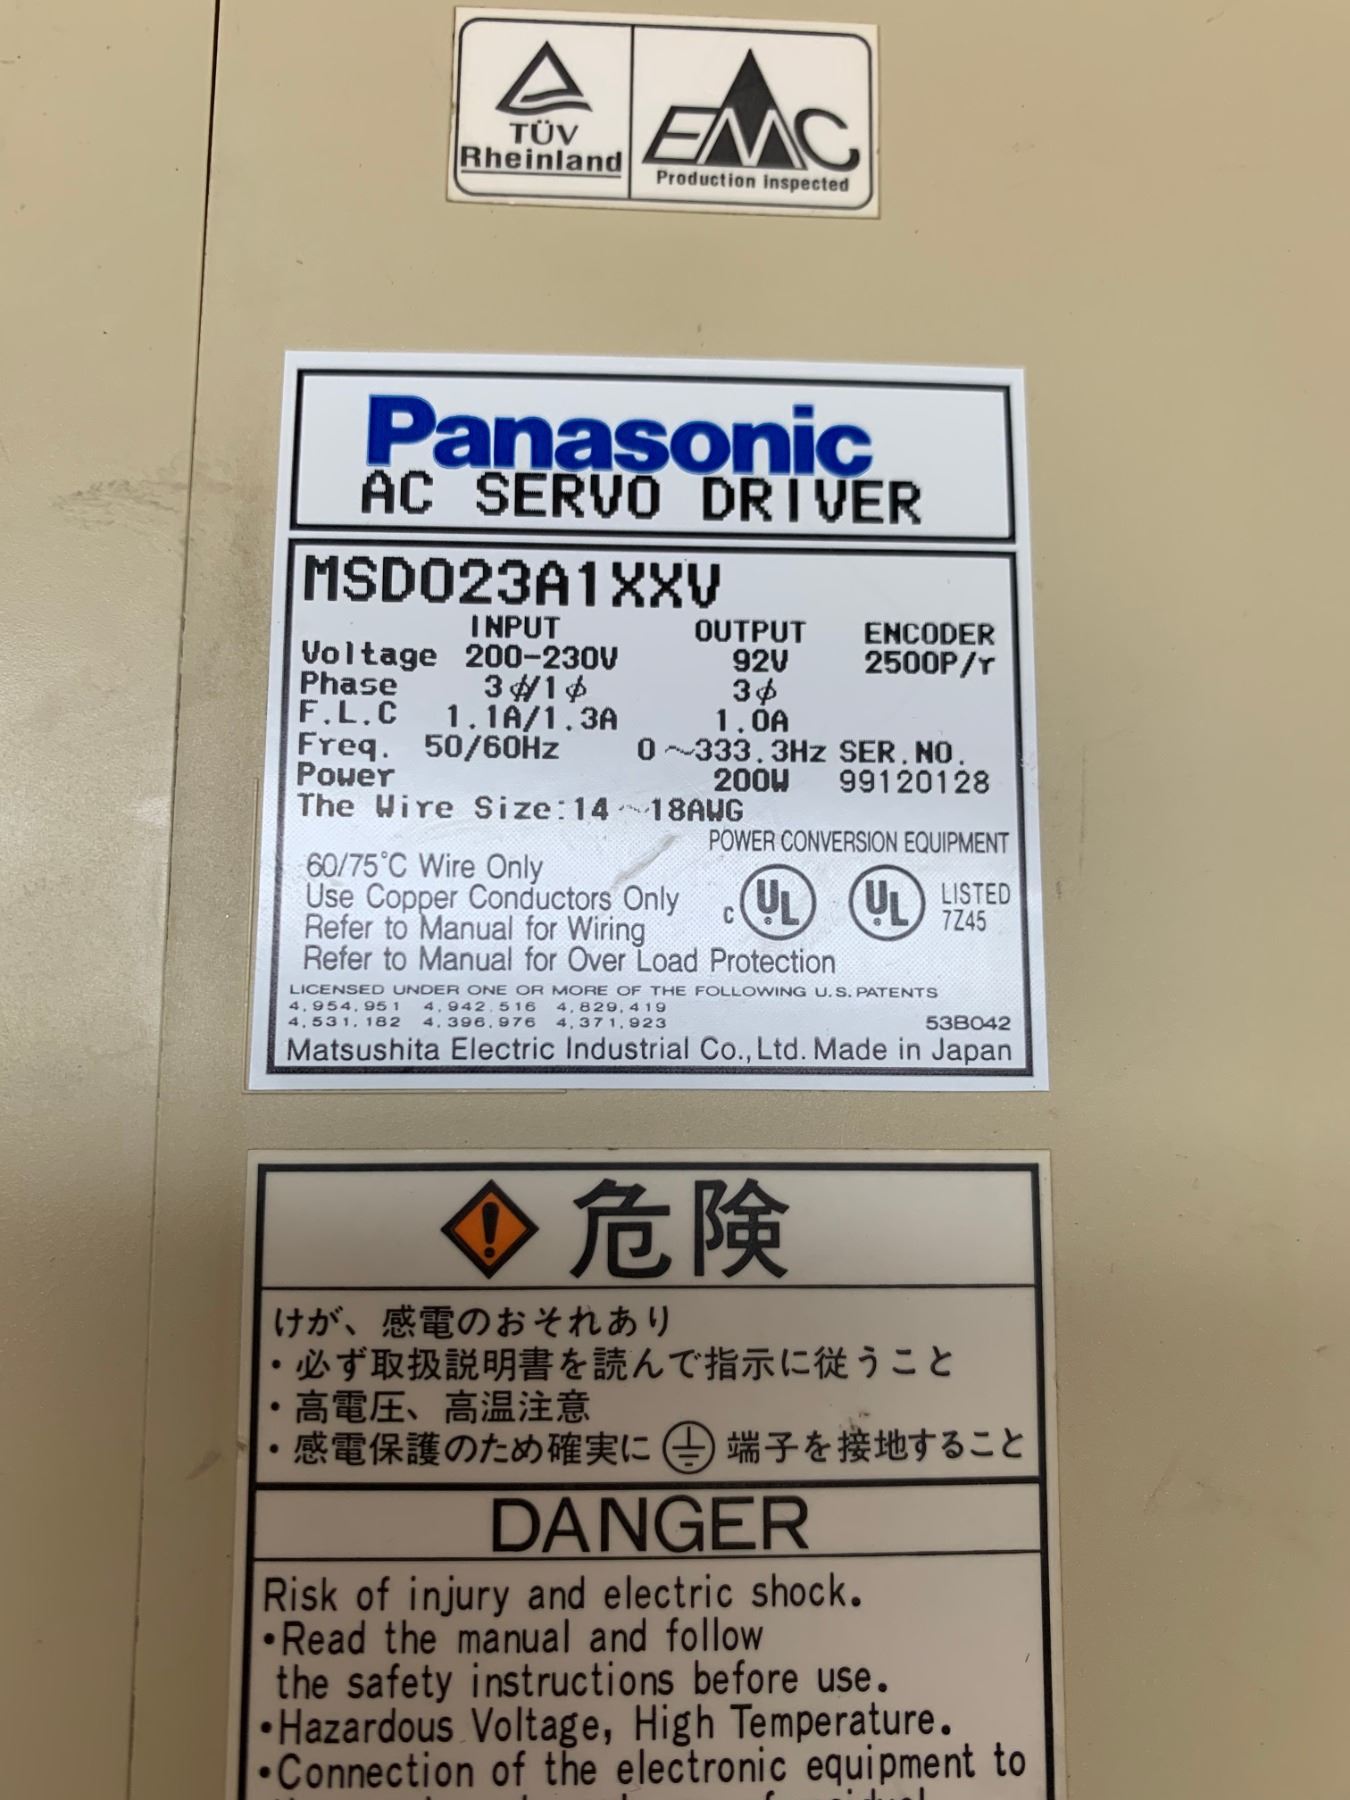 TÜV
Rheinland
EMC
Production inspected
Panasonic
AC SERVO DRIVER
MSD023A1XXV
INPUT OUTPUT ENCODER
Voltage 200-230V 92V 2500P/r
Phase 3ϕ/1ϕ 3ϕ
F.L.C 1.1A/1.3A 1.0A
Freq. 50/60Hz 0~333.3Hz SER.NO.
Power 200W 99120128
The Wire Size:14~18AWG
POWER CONVERSION EQUIPMENT
60/75°C Wire Only
Use Copper Conductors Only
Refer to Manual for Wiring
Refer to Manual for Over Load Protection
c UL ® UL ® LISTED
7Z45
LICENSED UNDER ONE OR MORE OF THE FOLLOWING U.S. PATENTS
4,954,951 4,942,516 4,829,419
4,531,182 4,396,976 4,371,923 53B042
Matsushita Electric Industrial Co.,Ltd. Made in Japan
危険
けが、感電のおそれあり
・必ず取扱説明書を読んで指示に従うこと
・高電圧、高温注意
・感電保護のため確実に⏚端子を接地すること
DANGER
Risk of injury and electric shock.
•Read the manual and follow
the safety instructions before use.
•Hazardous Voltage, High Temperature.
•Connection of the electronic equipment to